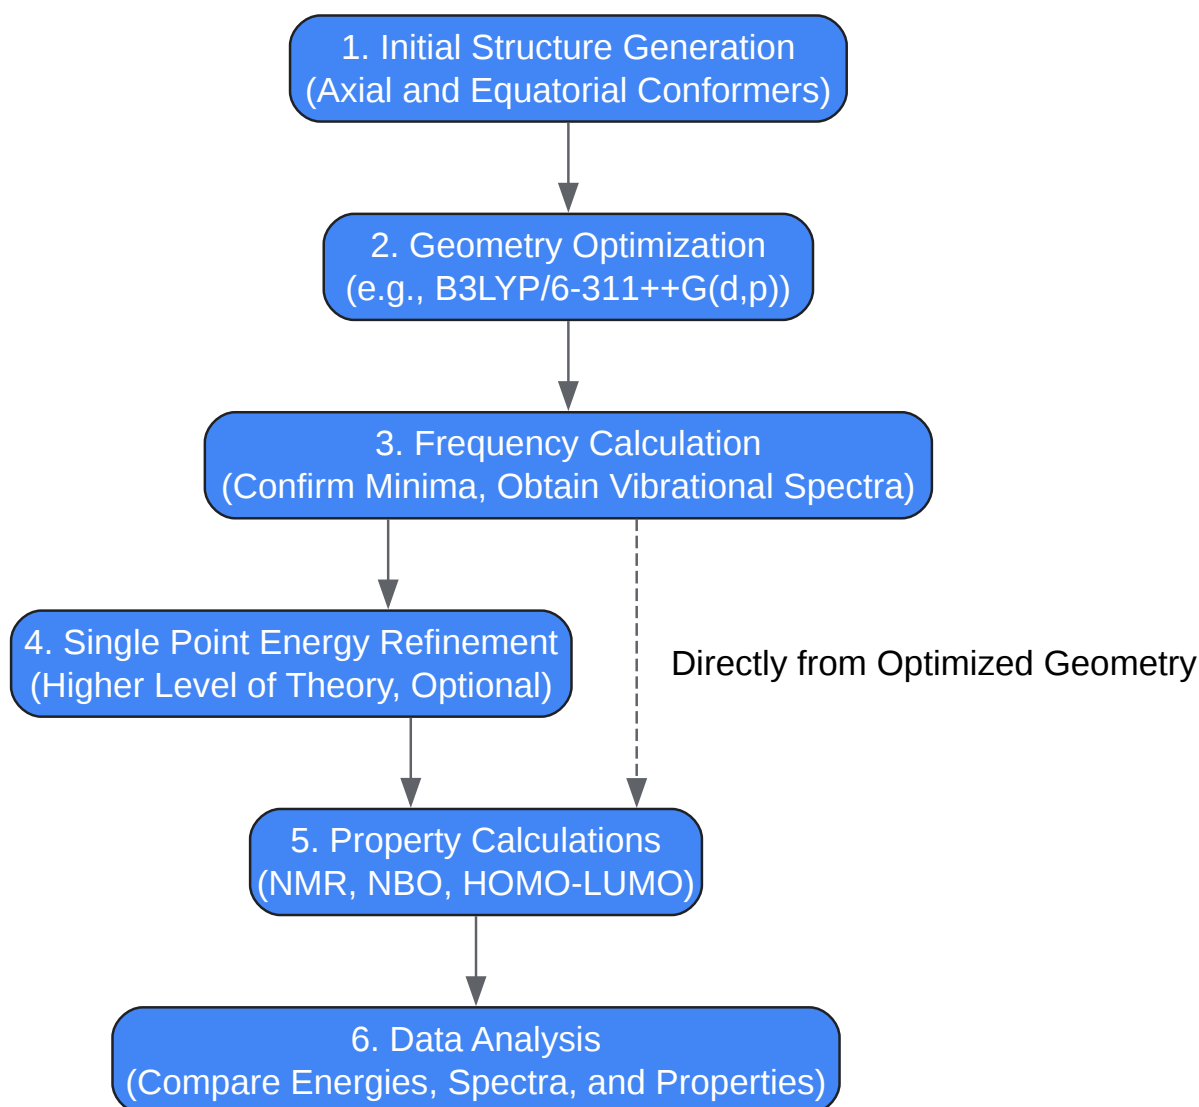 1. Initial Structure Generation
(Axial and Equatorial Conformers)
2. Geometry Optimization
(e.g., B3LYP/6-311++G(d,p))
3. Frequency Calculation
(Confirm Minima, Obtain Vibrational Spectra)
4. Single Point Energy Refinement
(Higher Level of Theory, Optional)
Directly from Optimized Geometry
5. Property Calculations
(NMR, NBO, HOMO-LUMO)
6. Data Analysis
(Compare Energies, Spectra, and Properties)